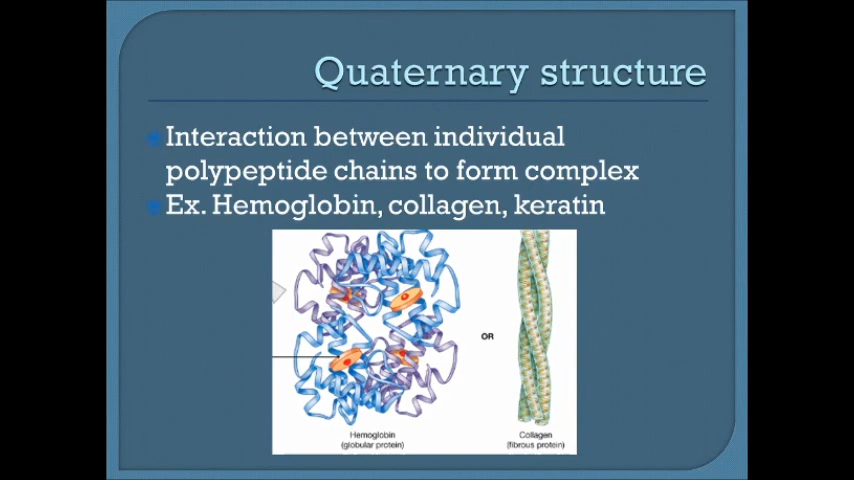 Quaternary structure
Interaction between individual
polypeptide chains to form complex
Ex. Hemoglobin, collagen, keratin
OR
Hemoglobin
(globular protein)
Collagen
(fibrous protein)